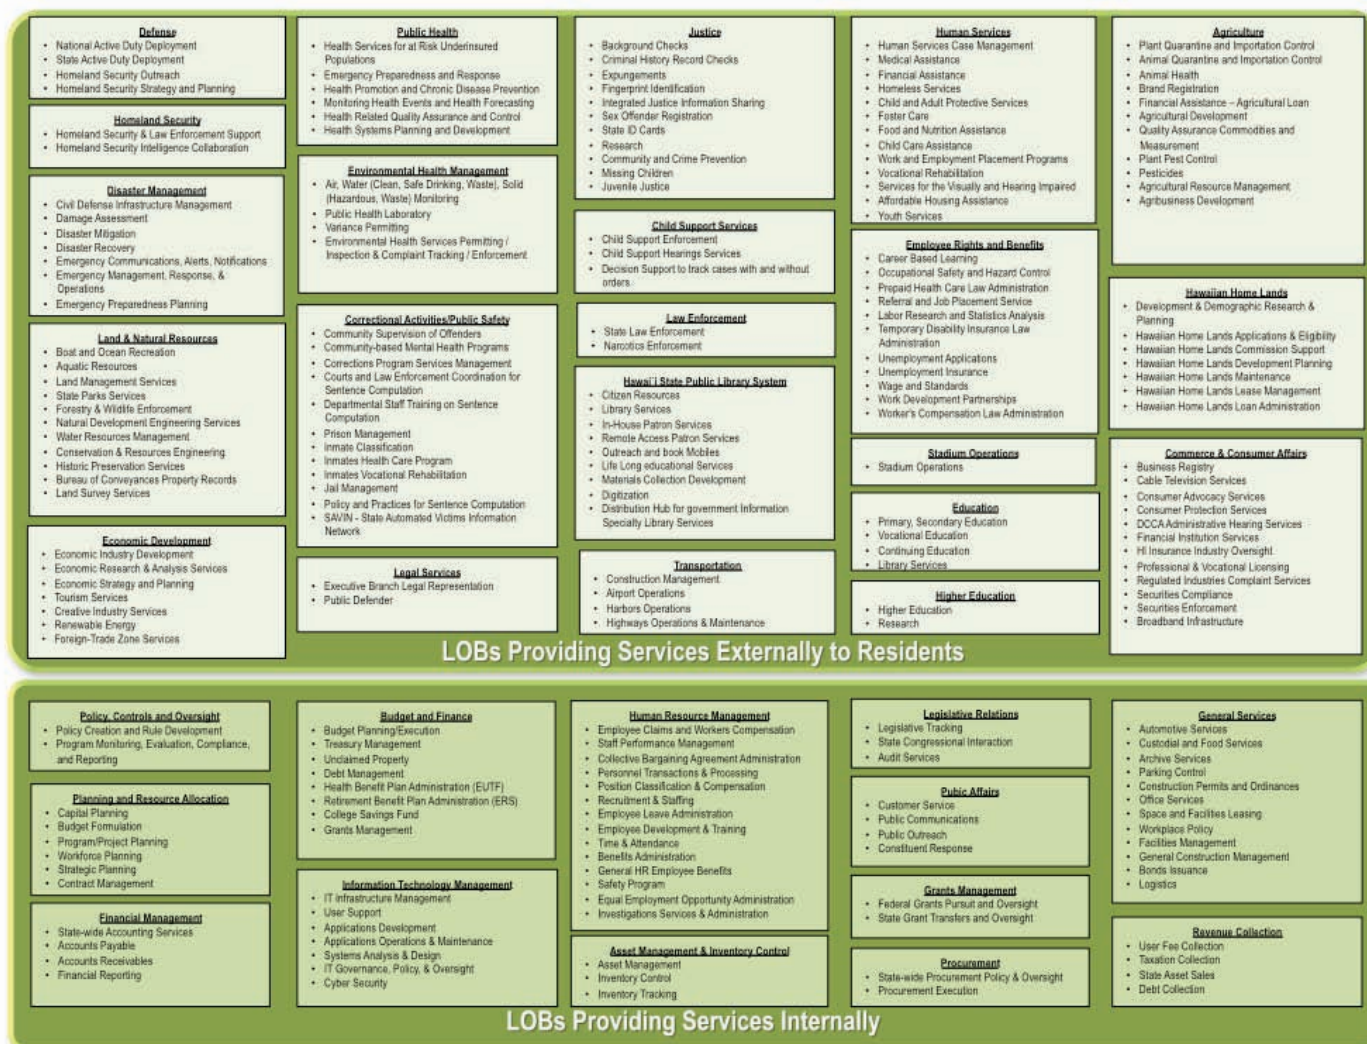 Defense
• National Active Duty Deployment
• State Active Duty Deployment
• Homeland Security Outreach
• Homeland Security Strategy and Planning
Homeland Security
• Homeland Security & Law Enforcement Support
• Homeland Security Intelligence Collaboration
Disaster Management
• Civil Defense Infrastructure Management
• Damage Assessment
• Disaster Mitigation
• Disaster Recovery
• Emergency Communications, Alerts, Notifications
• Emergency Management, Response, &
Operations
• Emergency Preparedness Planning
Land & Natural Resources
• Boat and Ocean Recreation
• Aquatic Resources
• Land Management Services
• State Parks Services
• Forestry & Wildlife Enforcement
• Natural Development Engineering Services
• Water Resources Management
• Conservation & Resources Engineering
• Historic Preservation Services
• Bureau of Conveyances Property Records
• Land Survey Services
Economic Development
• Economic Industry Development
• Economic Research & Analysis Services
• Economic Strategy and Planning
• Tourism Services
• Creative Industry Services
• Renewable Energy
• Foreign-Trade Zone Services
Public Health
• Health Services for at Risk Underinsured
Populations
• Emergency Preparedness and Response
• Health Promotion and Chronic Disease Prevention
• Monitoring Health Events and Health Forecasting
• Health Related Quality Assurance and Control
• Health Systems Planning and Development
Environmental Health Management
• Air, Water (Clean, Safe Drinking, Waste), Solid
(Hazardous, Waste) Monitoring
• Public Health Laboratory
• Variance Permitting
• Environmental Health Services Permitting /
Inspection & Complaint Tracking / Enforcement
Correctional Activities/Public Safety
• Community Supervision of Offenders
• Community-based Mental Health Programs
• Corrections Program Services Management
• Courts and Law Enforcement Coordination for
Sentence Computation
• Departmental Staff Training on Sentence
Computation
• Prison Management
• Inmate Classification
• Inmates Health Care Program
• Inmates Vocational Rehabilitation
• Jail Management
• Policy and Practices for Sentence Computation
• SAVIN - State Automated Victims Information
Network
Legal Services
• Executive Branch Legal Representation
• Public Defender
Justice
• Background Checks
• Criminal History Record Checks
• Expungements
• Fingerprint Identification
• Integrated Justice Information Sharing
• Sex Offender Registration
• State ID Cards
• Research
• Community and Crime Prevention
• Missing Children
• Juvenile Justice
Child Support Services
• Child Support Enforcement
• Child Support Hearings Services
• Decision Support to track cases with and without
orders
Law Enforcement
• State Law Enforcement
• Narcotics Enforcement
Hawai`i State Public Library System
• Citizen Resources
• Library Services
• In-House Patron Services
• Remote Access Patron Services
• Outreach and book Mobiles
• Life Long educational Services
• Materials Collection Development
• Digitization
• Distribution Hub for government Information
Specialty Library Services
Transportation
• Construction Management
• Airport Operations
• Harbors Operations
• Highways Operations & Maintenance
Human Services
• Human Services Case Management
• Medical Assistance
• Financial Assistance
• Homeless Services
• Child and Adult Protective Services
• Foster Care
• Food and Nutrition Assistance
• Child Care Assistance
• Work and Employment Placement Programs
• Vocational Rehabilitation
• Services for the Visually and Hearing Impaired
• Affordable Housing Assistance
• Youth Services
Employee Rights and Benefits
• Career Based Learning
• Occupational Safety and Hazard Control
• Prepaid Health Care Law Administration
• Referral and Job Placement Service
• Labor Research and Statistics Analysis
• Temporary Disability Insurance Law
Administration
• Unemployment Applications
• Unemployment Insurance
• Wage and Standards
• Work Development Partnerships
• Worker's Compensation Law Administration
Stadium Operations
• Stadium Operations
Education
• Primary, Secondary Education
• Vocational Education
• Continuing Education
• Library Services
Higher Education
• Higher Education
• Research
Agriculture
• Plant Quarantine and Importation Control
• Animal Quarantine and Importation Control
• Animal Health
• Brand Registration
• Financial Assistance – Agricultural Loan
• Agricultural Development
• Quality Assurance Commodities and
Measurement
• Plant Pest Control
• Pesticides
• Agricultural Resource Management
• Agribusiness Development
Hawaiian Home Lands
• Development & Demographic Research &
Planning
• Hawaiian Home Lands Applications & Eligibility
• Hawaiian Home Lands Commission Support
• Hawaiian Home Lands Development Planning
• Hawaiian Home Lands Maintenance
• Hawaiian Home Lands Lease Management
• Hawaiian Home Lands Loan Administration
Commerce & Consumer Affairs
• Business Registry
• Cable Television Services
• Consumer Advocacy Services
• Consumer Protection Services
• DCCA Administrative Hearing Services
• Financial Institution Services
• HI Insurance Industry Oversight
• Professional & Vocational Licensing
• Regulated Industries Complaint Services
• Securities Compliance
• Securities Enforcement
• Broadband Infrastructure
LOBs Providing Services Externally to Residents
Policy, Controls and Oversight
• Policy Creation and Rule Development
• Program Monitoring, Evaluation, Compliance,
and Reporting
Planning and Resource Allocation
• Capital Planning
• Budget Formulation
• Program/Project Planning
• Workforce Planning
• Strategic Planning
• Contract Management
Financial Management
• State-wide Accounting Services
• Accounts Payable
• Accounts Receivables
• Financial Reporting
Budget and Finance
• Budget Planning/Execution
• Treasury Management
• Unclaimed Property
• Debt Management
• Health Benefit Plan Administration (EUTF)
• Retirement Benefit Plan Administration (ERS)
• College Savings Fund
• Grants Management
Information Technology Management
• IT Infrastructure Management
• User Support
• Applications Development
• Applications Operations & Maintenance
• Systems Analysis & Design
• IT Governance, Policy, & Oversight
• Cyber Security
Human Resource Management
• Employee Claims and Workers Compensation
• Staff Performance Management
• Collective Bargaining Agreement Administration
• Personnel Transactions & Processing
• Position Classification & Compensation
• Recruitment & Staffing
• Employee Leave Administration
• Employee Development & Training
• Time & Attendance
• Benefits Administration
• General HR Employee Benefits
• Safety Program
• Equal Employment Opportunity Administration
• Investigations Services & Administration
Asset Management & Inventory Control
• Asset Management
• Inventory Control
• Inventory Tracking
Legislative Relations
• Legislative Tracking
• State Congressional Interaction
• Audit Services
Pubic Affairs
• Customer Service
• Public Communications
• Public Outreach
• Constituent Response
Grants Management
• Federal Grants Pursuit and Oversight
• State Grant Transfers and Oversight
Procurement
• State-wide Procurement Policy & Oversight
• Procurement Execution
General Services
• Automotive Services
• Custodial and Food Services
• Archive Services
• Parking Control
• Construction Permits and Ordinances
• Office Services
• Space and Facilities Leasing
• Workplace Policy
• Facilities Management
• General Construction Management
• Bonds Issuance
• Logistics
Revenue Collection
• User Fee Collection
• Taxation Collection
• State Asset Sales
• Debt Collection
LOBs Providing Services Internally